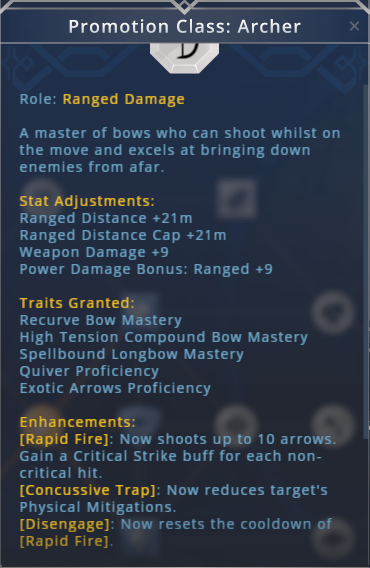 Promotion Class: Archer
Role: Ranged Damage
A master of bows who can shoot whilst on
the move and excels at bringing down
enemies from afar.
Stat Adjustments:
Ranged Distance +21m
Ranged Distance Cap +21m
Weapon Damage +9
Power Damage Bonus: Ranged +9
Traits Granted:
Recurve Bow Mastery
High Tension Compound Bow Mastery
Spellbound Longbow Mastery
Quiver Proficiency
Exotic Arrows Proficiency
Enhancements:
[Rapid Fire]: Now shoots up to 10 arrows.
Gain a Critical Strike buff for each non-
critical hit.
[Concussive Trap]: Now reduces target's
Physical Mitigations.
[Disengage]: Now resets the cooldown of
[Rapid Fire].